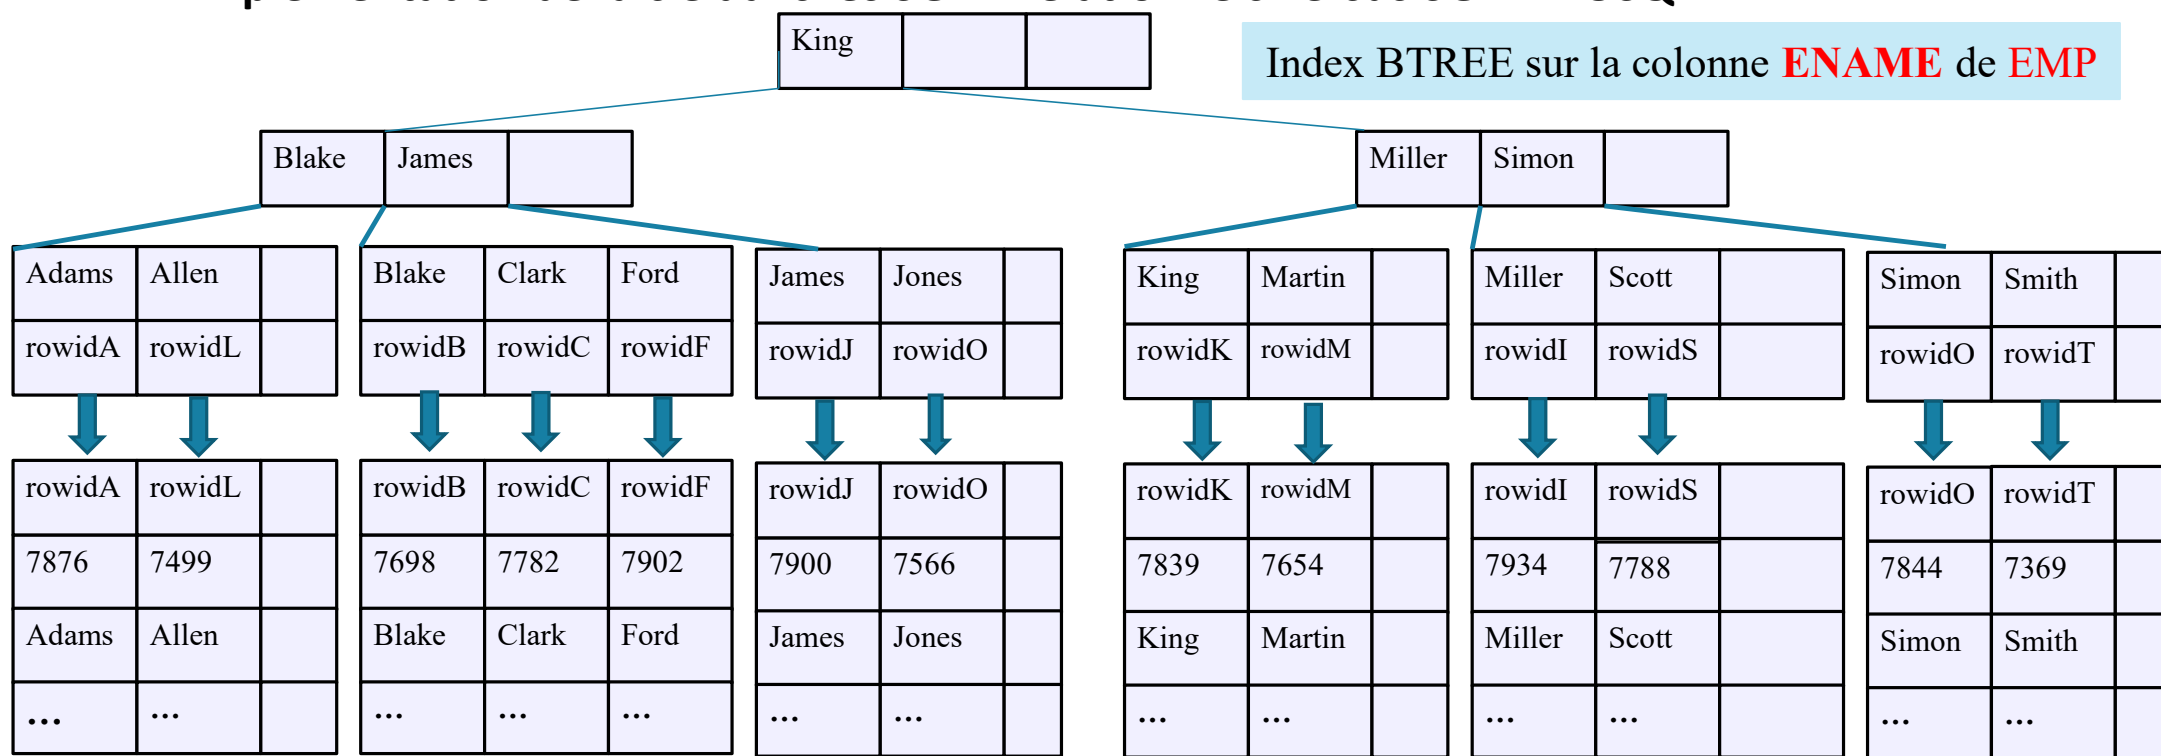 King
Index BTREE sur la colonne ENAME de EMP
Blake James
Miller Simon
Adams Allen Blake Clark Ford James Jones King Martin Miller Scott Simon Smith
rowidA rowidL rowidB rowidC rowidF rowidJ rowidO rowidK rowidM rowidI rowidS rowidO rowidT
rowidA rowidL rowidB rowidC rowidF rowidJ rowidO rowidK rowidM rowidI rowidS rowidO rowidT
7876 7499 7698 7782 7902 7900 7566 7839 7654 7934 7788 7844 7369
Adams Allen Blake Clark Ford James Jones King Martin Miller Scott Simon Smith
... ... ... ... ... ... ... ... ... ... ... ... ...